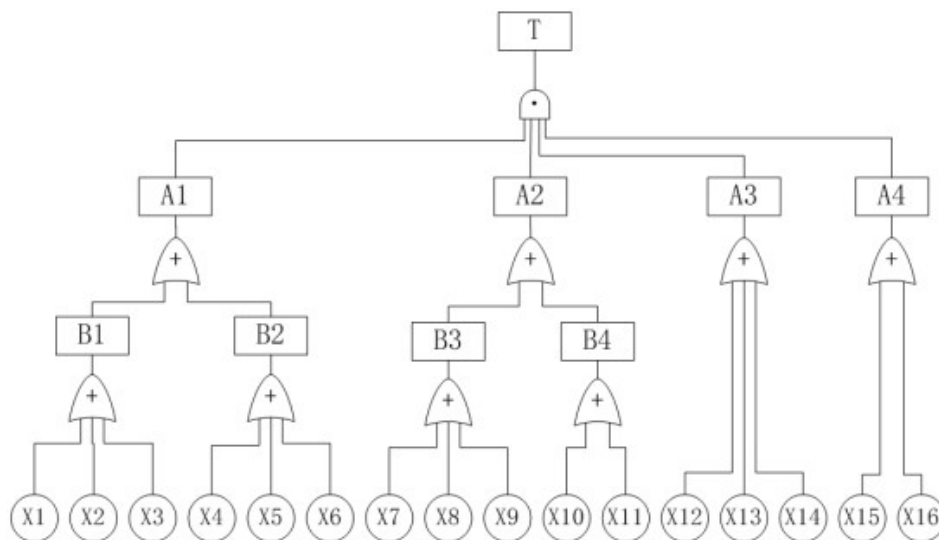 T
•
A1 A2 A3 A4
+ + + +
B1 B2 B3 B4
+ + + +
X1 X2 X3 X4 X5 X6 X7 X8 X9 X10 X11 X12 X13 X14 X15 X16